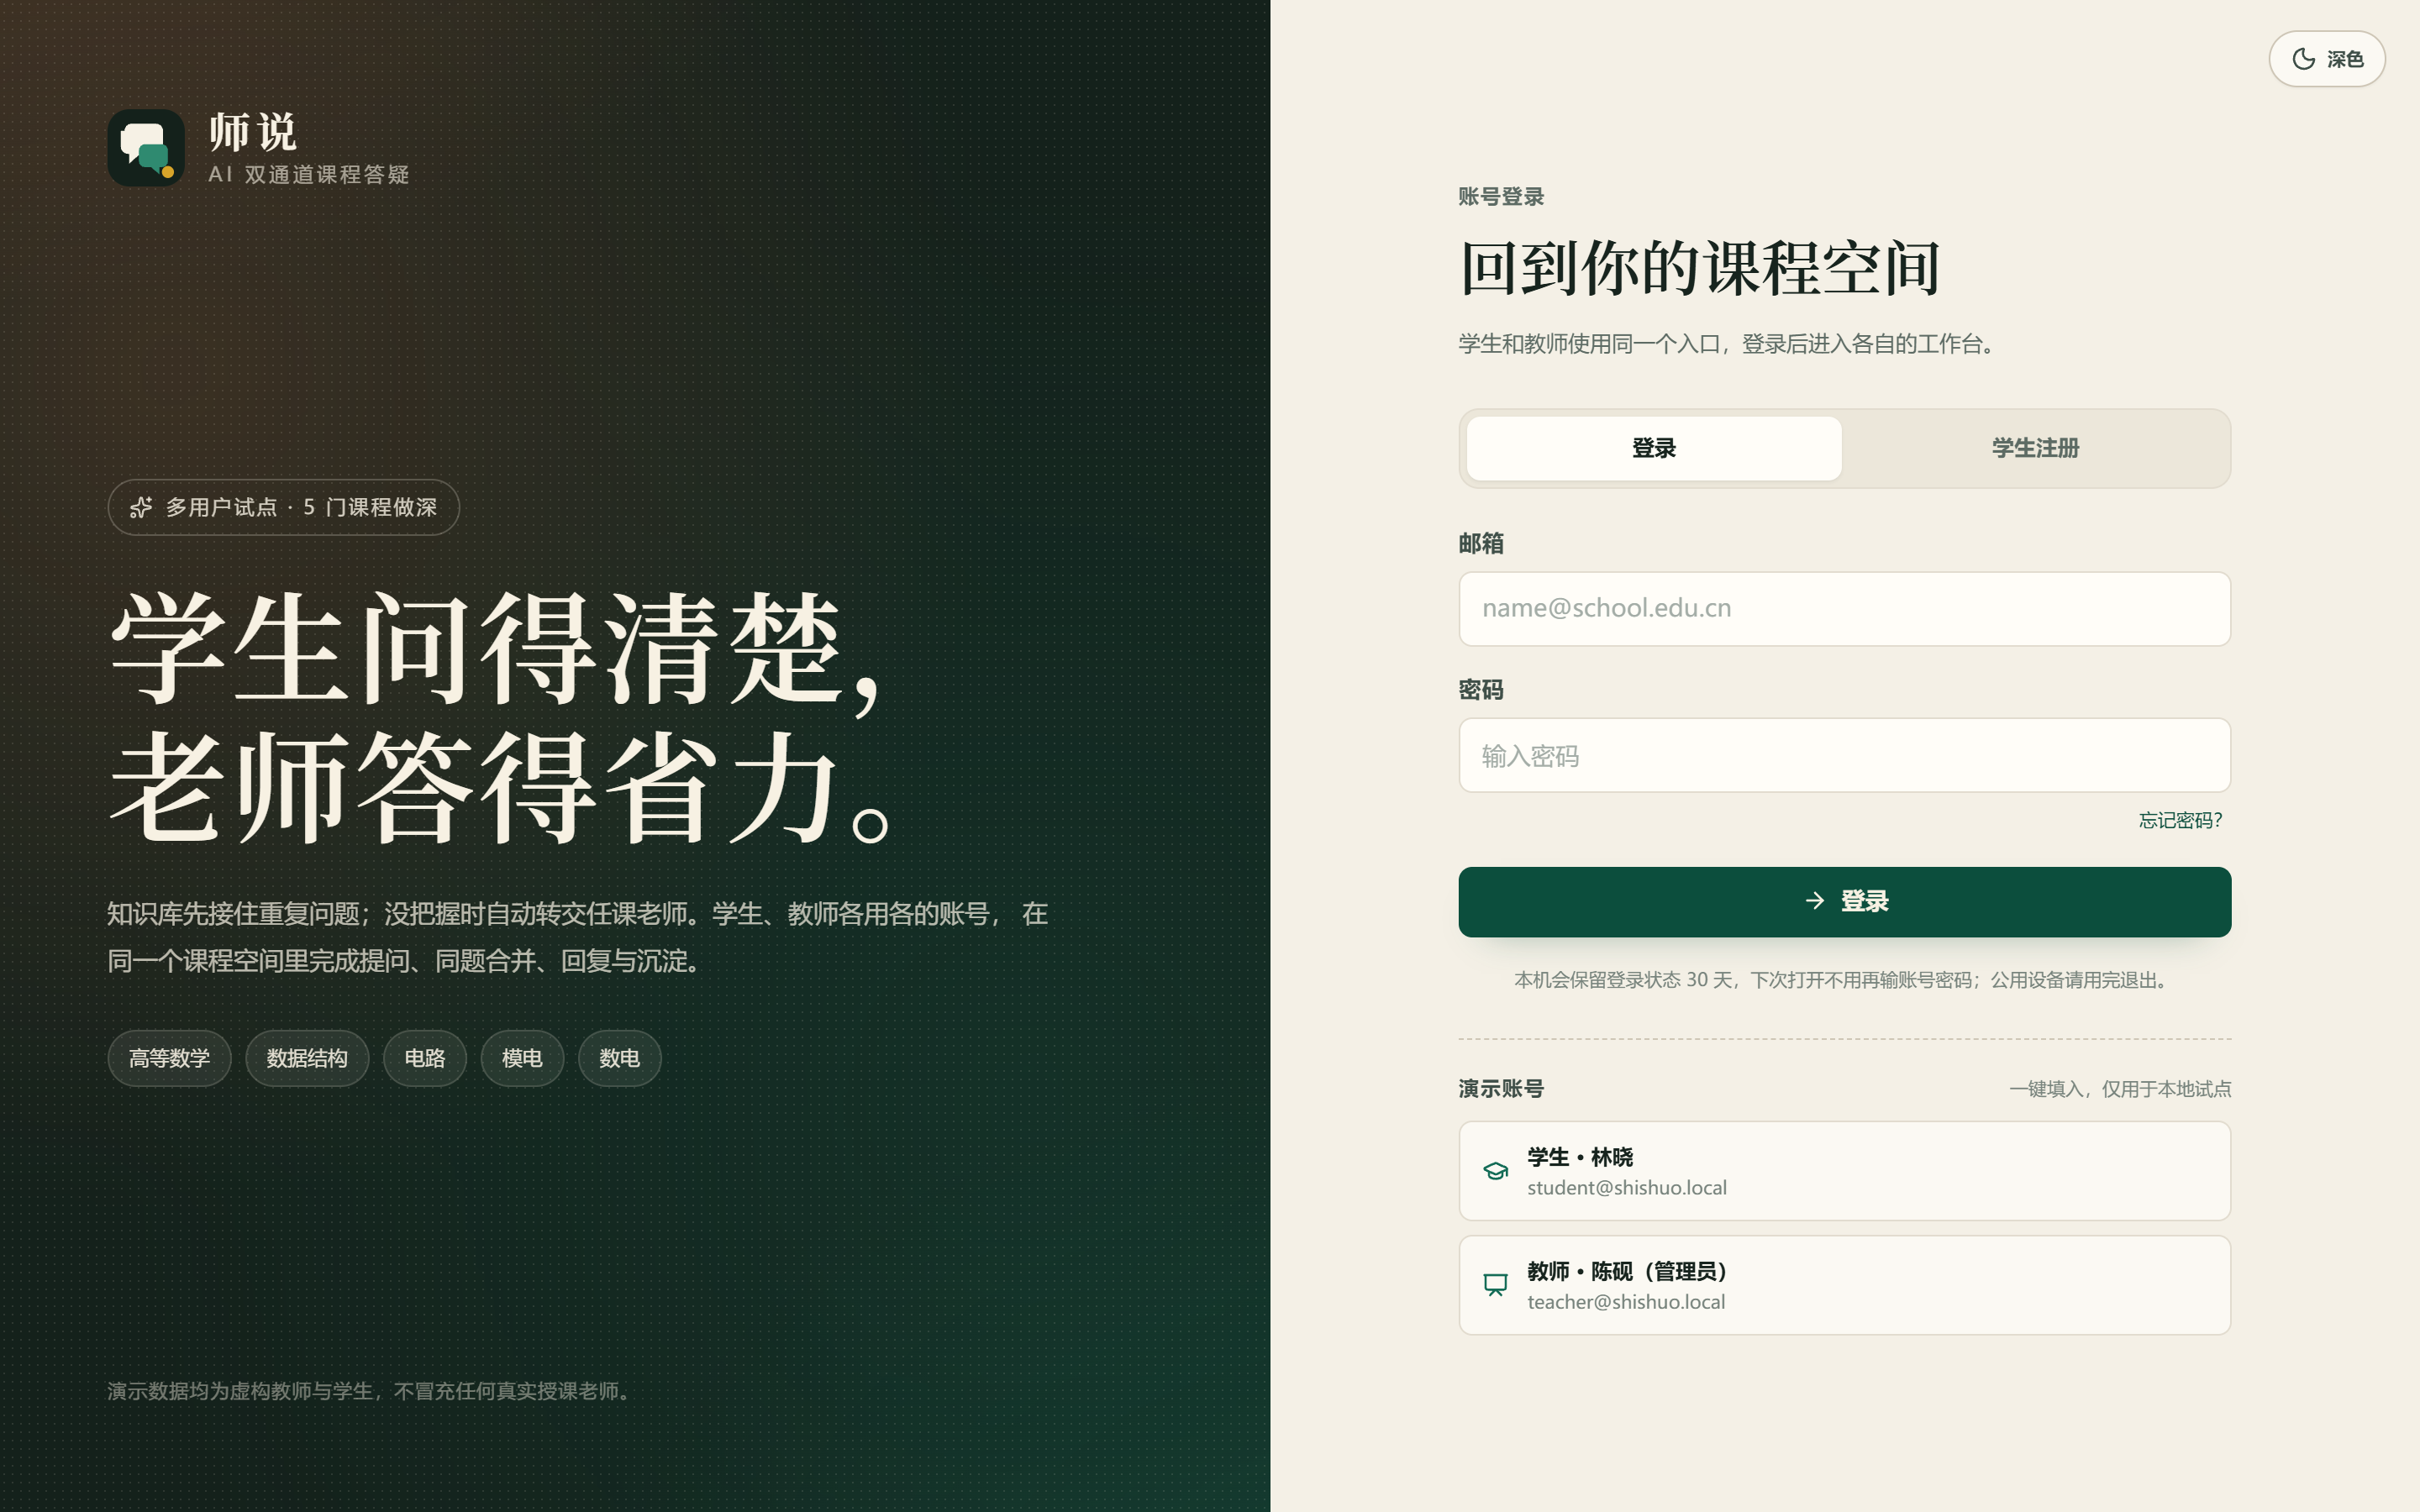 师说
AI 双通道课程答疑
多用户试点 · 5 门课程做深
学生问得清楚，
老师答得省力。
知识库先接住重复问题；没把握时自动转交任课老师。学生、教师各用各的账号， 在
同一个课程空间里完成提问、同题合并、回复与沉淀。
高等数学
数据结构
电路
模电
数电
演示数据均为虚构教师与学生，不冒充任何真实授课老师。
深色
账号登录
回到你的课程空间
学生和教师使用同一个入口，登录后进入各自的工作台。
登录
学生注册
邮箱
name@school.edu.cn
密码
输入密码
忘记密码？
登录
本机会保留登录状态 30 天，下次打开不用再输账号密码；公用设备请用完退出。
演示账号
一键填入，仅用于本地试点
学生 • 林晓
student@shishuo.local
教师 • 陈砚（管理员）
teacher@shishuo.local